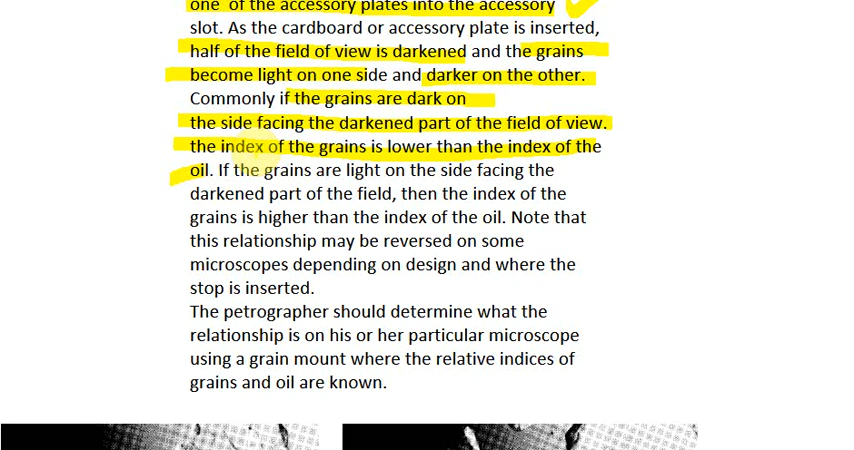 one of the accessory plates into the accessory
slot. As the cardboard or accessory plate is inserted,
half of the field of view is darkened and the grains
become light on one side and darker on the other.
Commonly if the grains are dark on
the side facing the darkened part of the field of view.
the index of the grains is lower than the index of the
oil. If the grains are light on the side facing the
darkened part of the field, then the index of the
grains is higher than the index of the oil. Note that
this relationship may be reversed on some
microscopes depending on design and where the
stop is inserted.
The petrographer should determine what the
relationship is on his or her particular microscope
using a grain mount where the relative indices of
grains and oil are known.